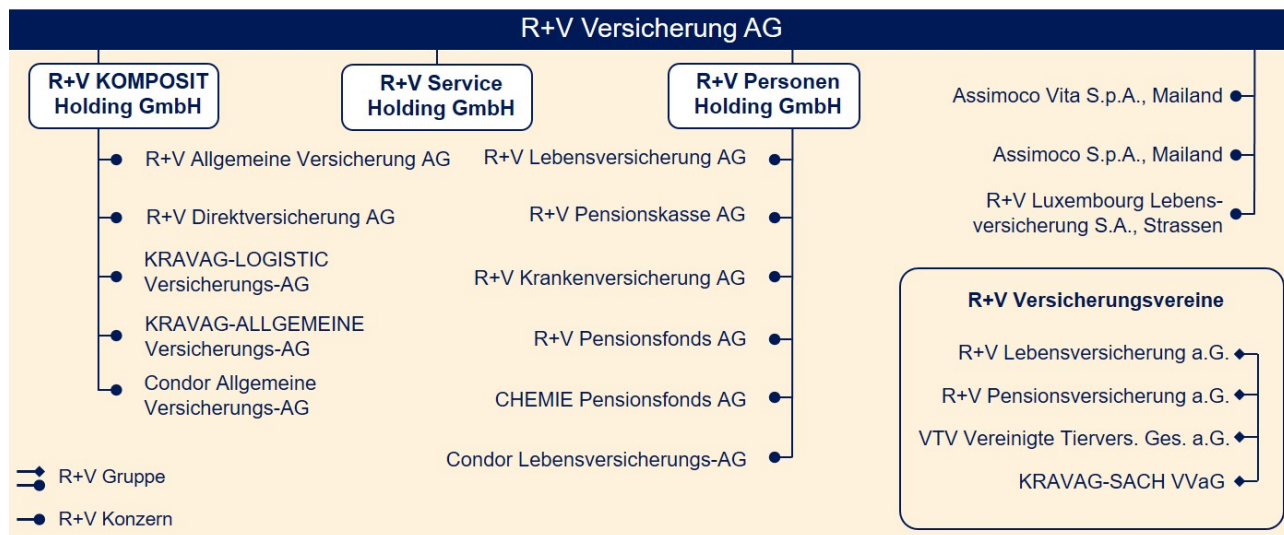 R+V Versicherung AG
R+V KOMPOSIT
Holding GmbH
R+V Allgemeine Versicherung AG
R+V Direktversicherung AG
KRAVAG-LOGISTIC
Versicherungs-AG
KRAVAG-ALLGEMEINE
Versicherungs-AG
Condor Allgemeine
Versicherungs-AG
R+V Service
Holding GmbH
R+V Personen
Holding GmbH
R+V Lebensversicherung AG
R+V Pensionskasse AG
R+V Krankenversicherung AG
R+V Pensionsfonds AG
CHEMIE Pensionsfonds AG
Condor Lebensversicherungs-AG
Assimoco Vita S.p.A., Mailand
Assimoco S.p.A., Mailand
R+V Luxembourg Lebens-
versicherung S.A., Strassen
R+V Versicherungsvereine
R+V Lebensversicherung a.G.
R+V Pensionsversicherung a.G.
VTV Vereinigte Tiervers. Ges. a.G.
KRAVAG-SACH VVaG
R+V Gruppe
R+V Konzern